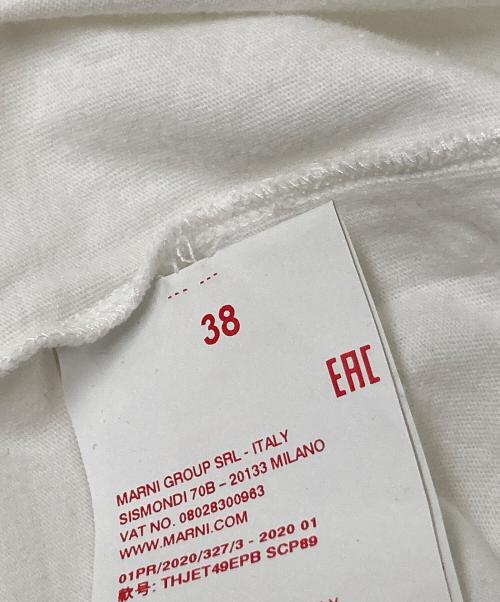 38
EAC
MARNI GROUP SRL - ITALY
SISMONDI 70B – 20133 MILANO
VAT NO. 08028300963
WWW.MARNI.COM
01PR/2020/327/3 - 2020 01
款号: THJET49EPB SCP89